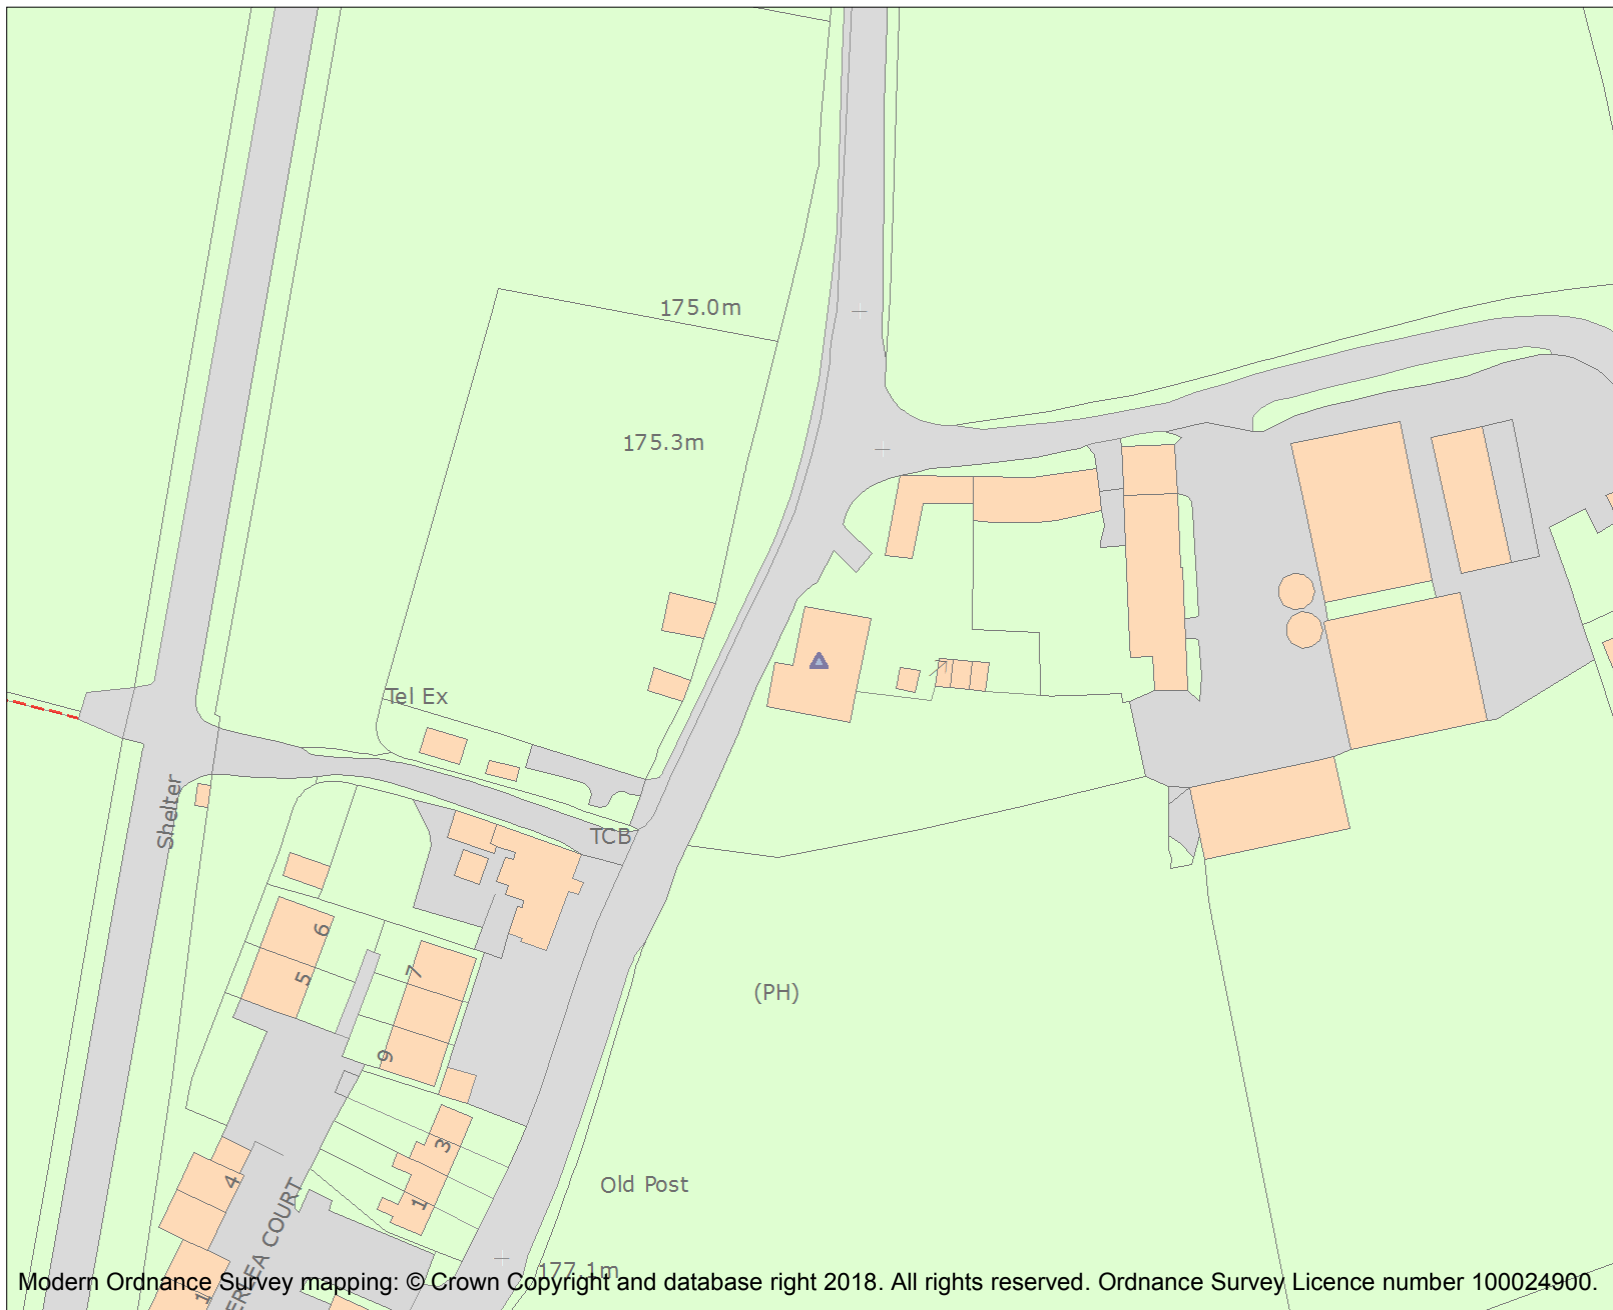 175.0m
175.3m
Tel Ex
Shelter
TCB
6
5
7
9
(PH)
3
1
4
Old Post
ERLEA COURT
1
177.1m
Modern Ordnance Survey mapping: © Crown Copyright and database right 2018. All rights reserved. Ordnance Survey Licence number 100024900.